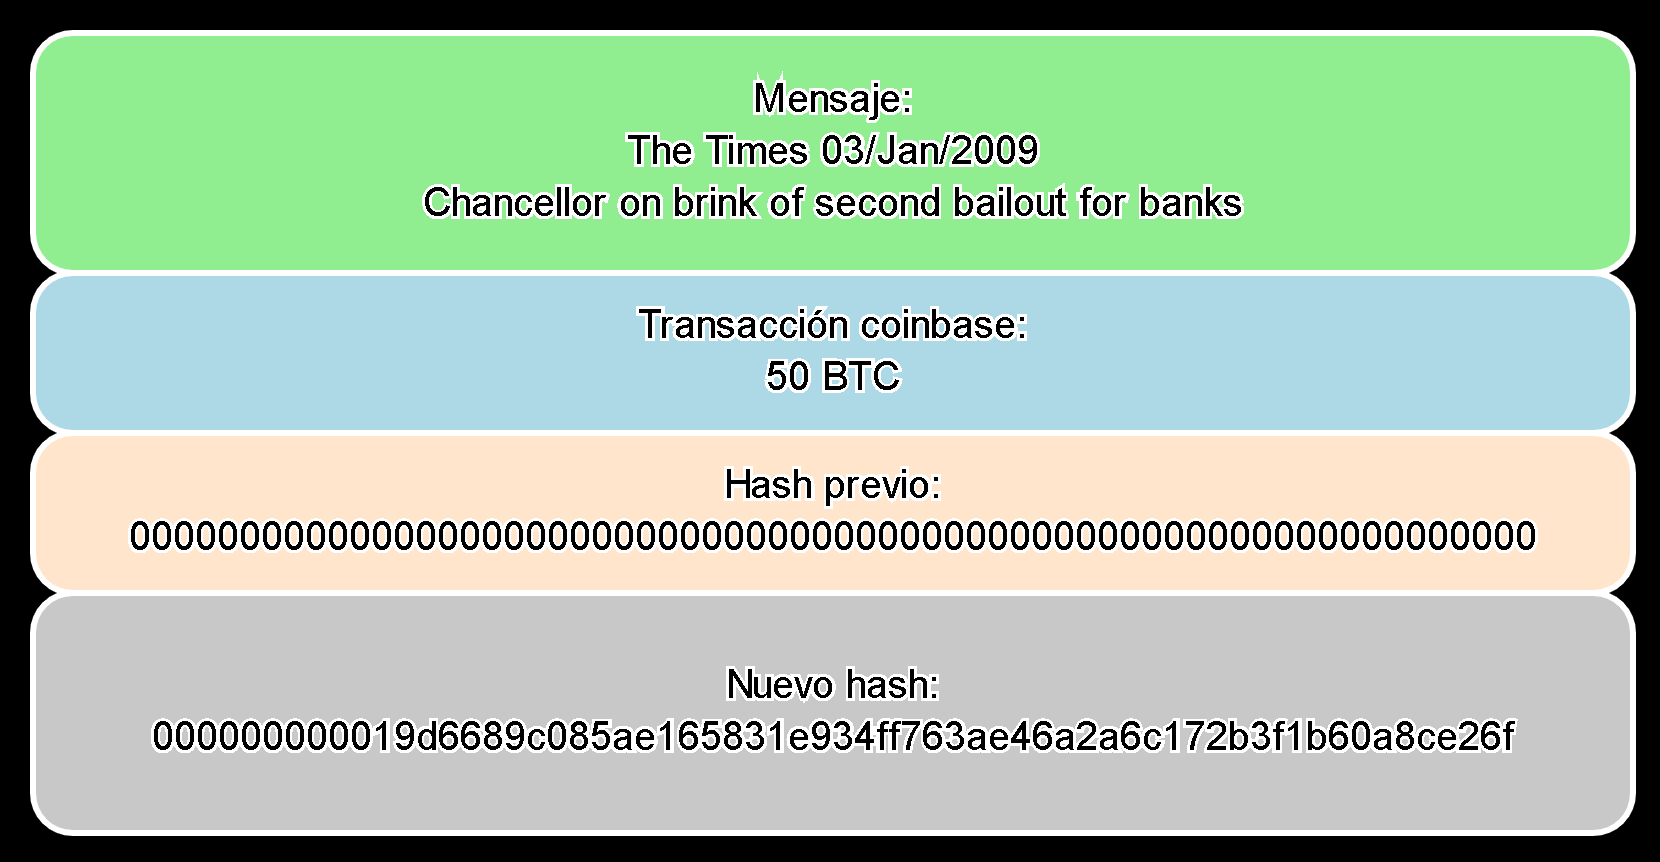 Mensaje:
The Times 03/Jan/2009
Chancellor on brink of second bailout for banks
Transacción coinbase:
50 BTC
Hash previo:
0000000000000000000000000000000000000000000000000000000000000000
Nuevo hash:
000000000019d6689c085ae165831e934ff763ae46a2a6c172b3f1b60a8ce26f